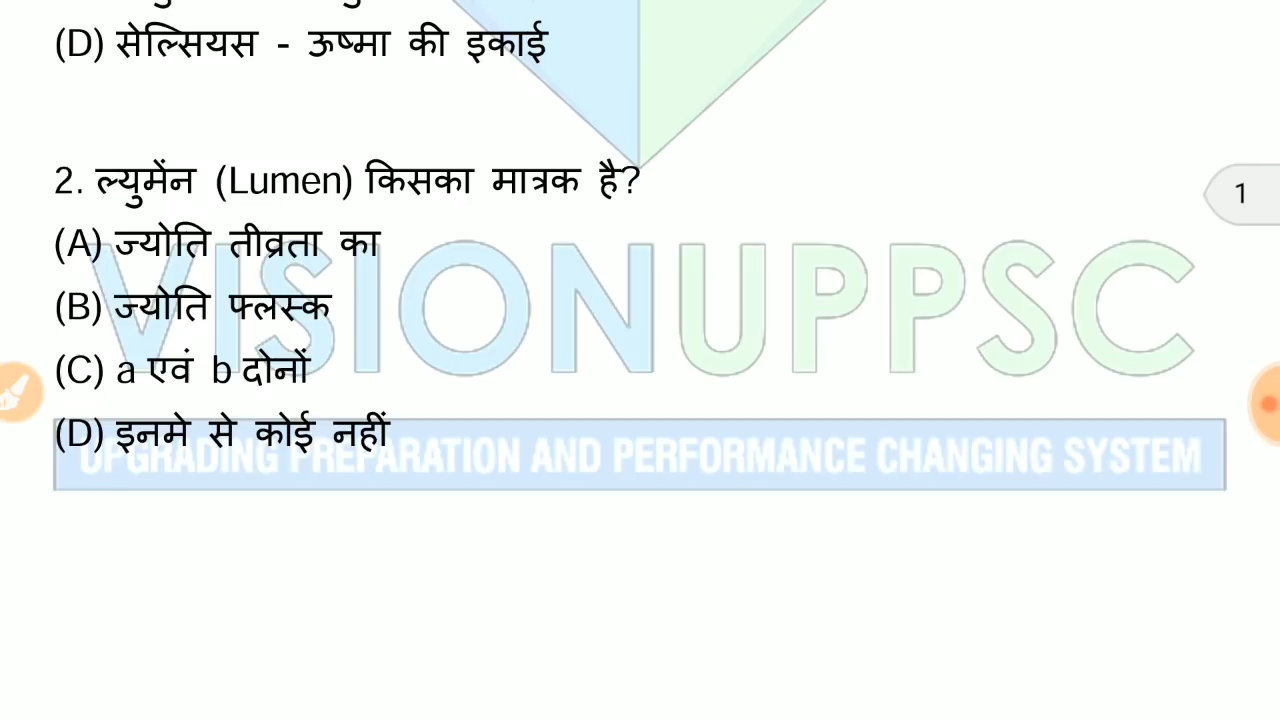 (D) सेल्सियस - ऊष्मा की इकाई
2. ल्युमेंन (Lumen) किसका मात्रक है?
1
(A) ज्योति तीव्रता का
(B) ज्योति फ्लस्क
(C) a एवं b दोनों
(D) इनमे से कोई नहीं
VISIONUPPSC
UPGRADING PREPARATION AND PERFORMANCE CHANGING SYSTEM